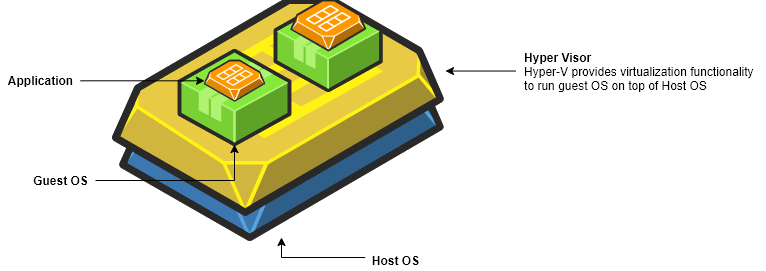 Hyper Visor
Hyper-V provides virtualization functionality
to run guest OS on top of Host OS
Application
Guest OS
Host OS